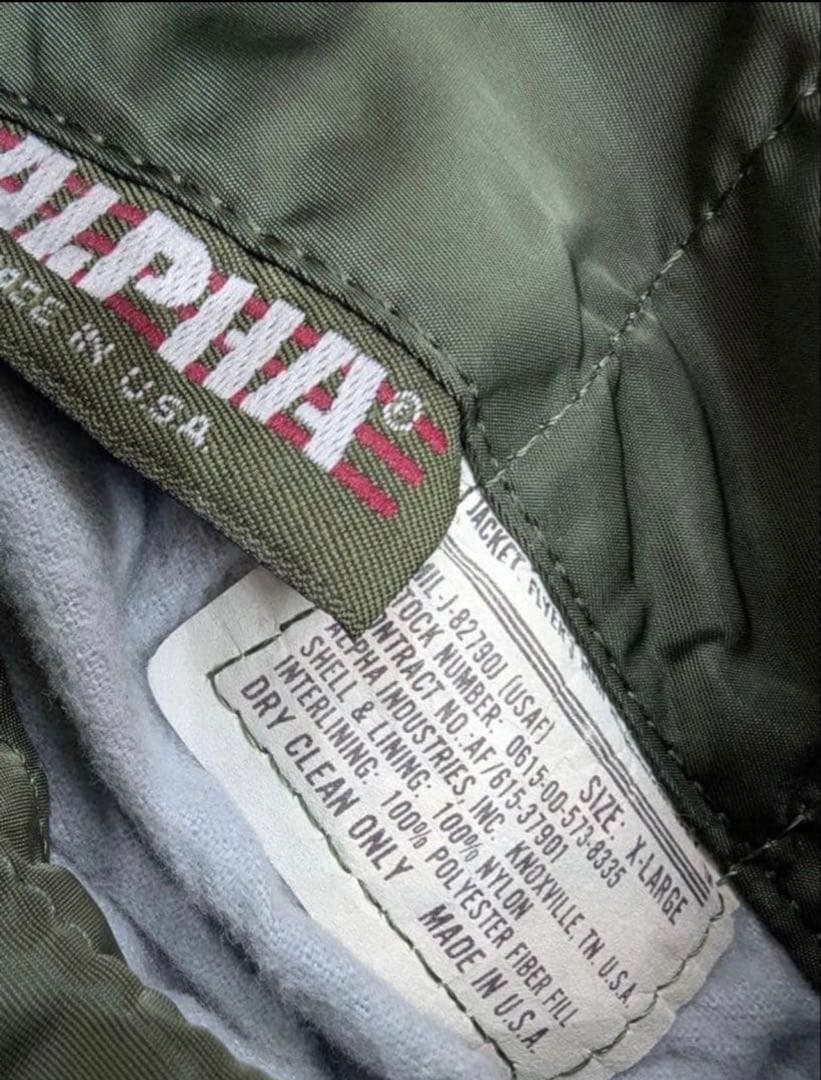 ALPHA®
IN U.S.A.
JACKET, FLYER'S
MIL-J-82790J (USAF) SIZE: X-LARGE
STOCK NUMBER: 0615-00-573-8335
CONTRACT NO.:AF/615-37901
ALPHA INDUSTRIES, INC. KNOXVILLE, TN. U.S.A.
SHELL & LINING: 100% NYLON
INTERLINING: 100% POLYESTER FIBER FILL
DRY CLEAN ONLY MADE IN U.S.A.